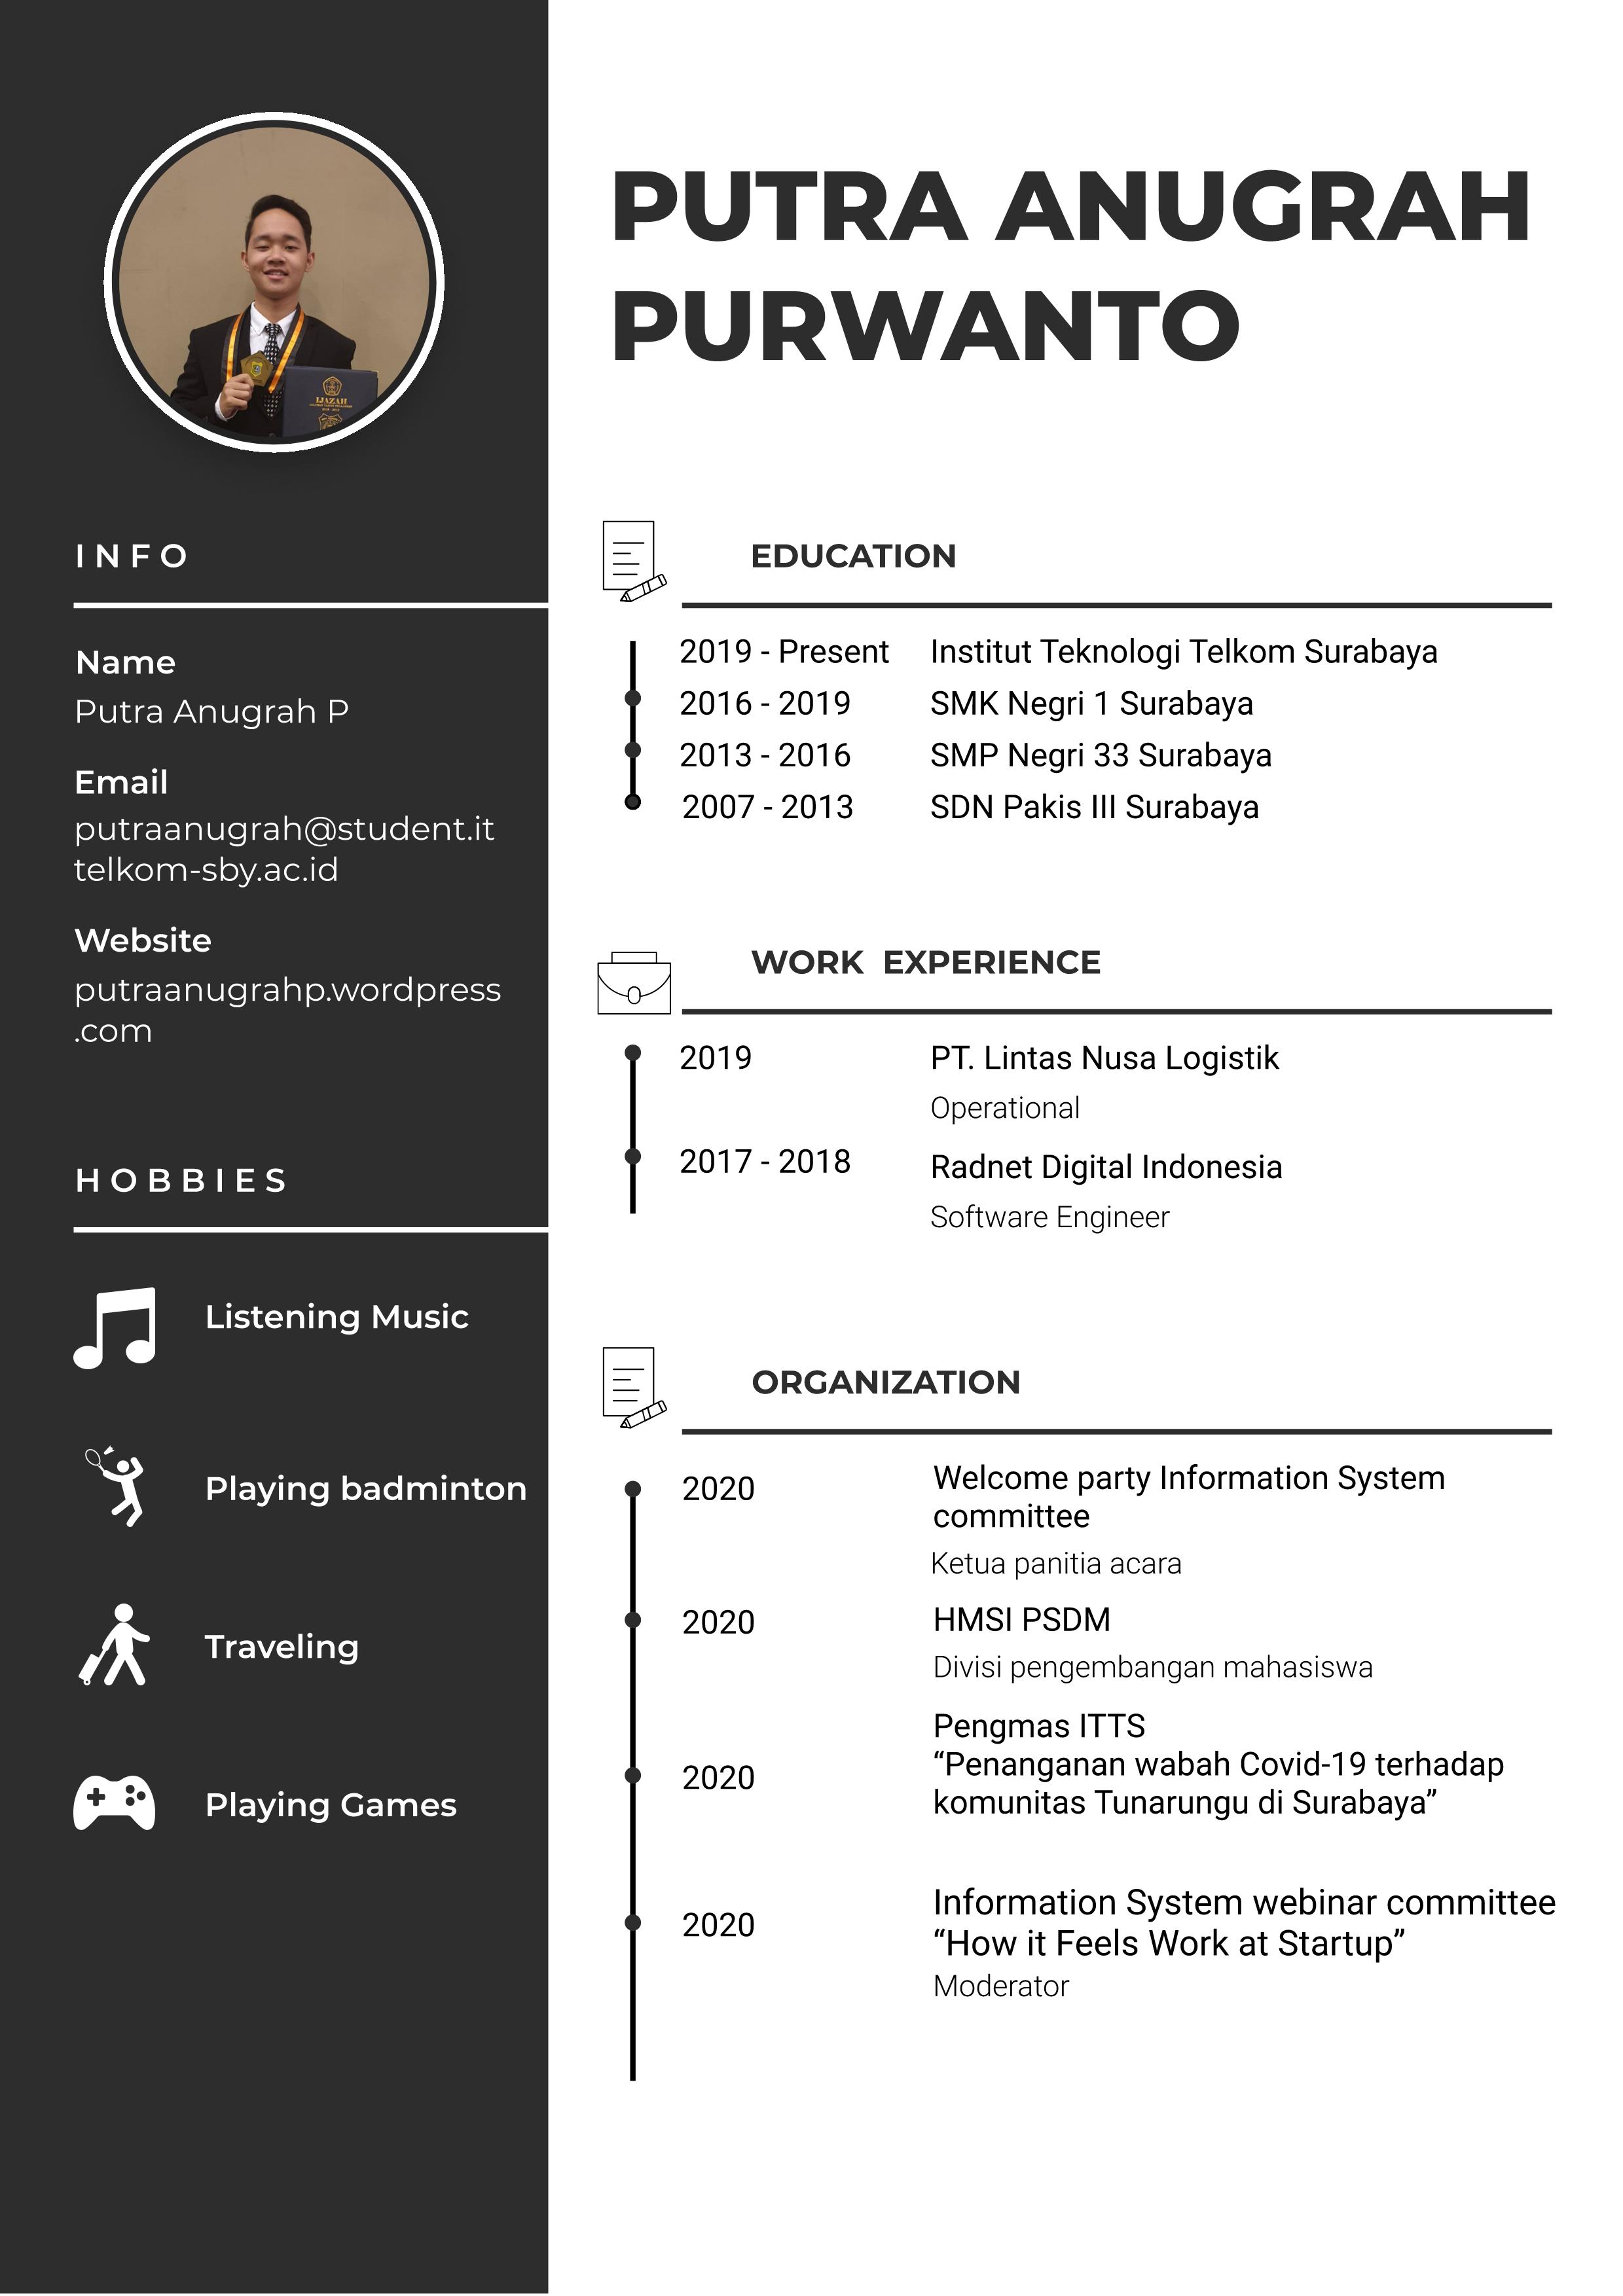 PUTRA ANUGRAH
PURWANTO
IJAZAH
INFO
Name
Putra Anugrah P
Email
putraanugrah@student.it
telkom-sby.ac.id
Website
putraanugrahp.wordpress
.com
HOBBIES
Listening Music
Playing badminton
Traveling
Playing Games
EDUCATION
2019 - Present Institut Teknologi Telkom Surabaya
2016 - 2019 SMK Negri 1 Surabaya
2013 - 2016 SMP Negri 33 Surabaya
2007 - 2013 SDN Pakis III Surabaya
WORK EXPERIENCE
2019 PT. Lintas Nusa Logistik
Operational
2017 - 2018 Radnet Digital Indonesia
Software Engineer
ORGANIZATION
2020 Welcome party Information System
committee
Ketua panitia acara
2020 HMSI PSDM
Divisi pengembangan mahasiswa
Pengmas ITTS
2020 “Penanganan wabah Covid-19 terhadap
komunitas Tunarungu di Surabaya”
Information System webinar committee
2020 “How it Feels Work at Startup”
Moderator